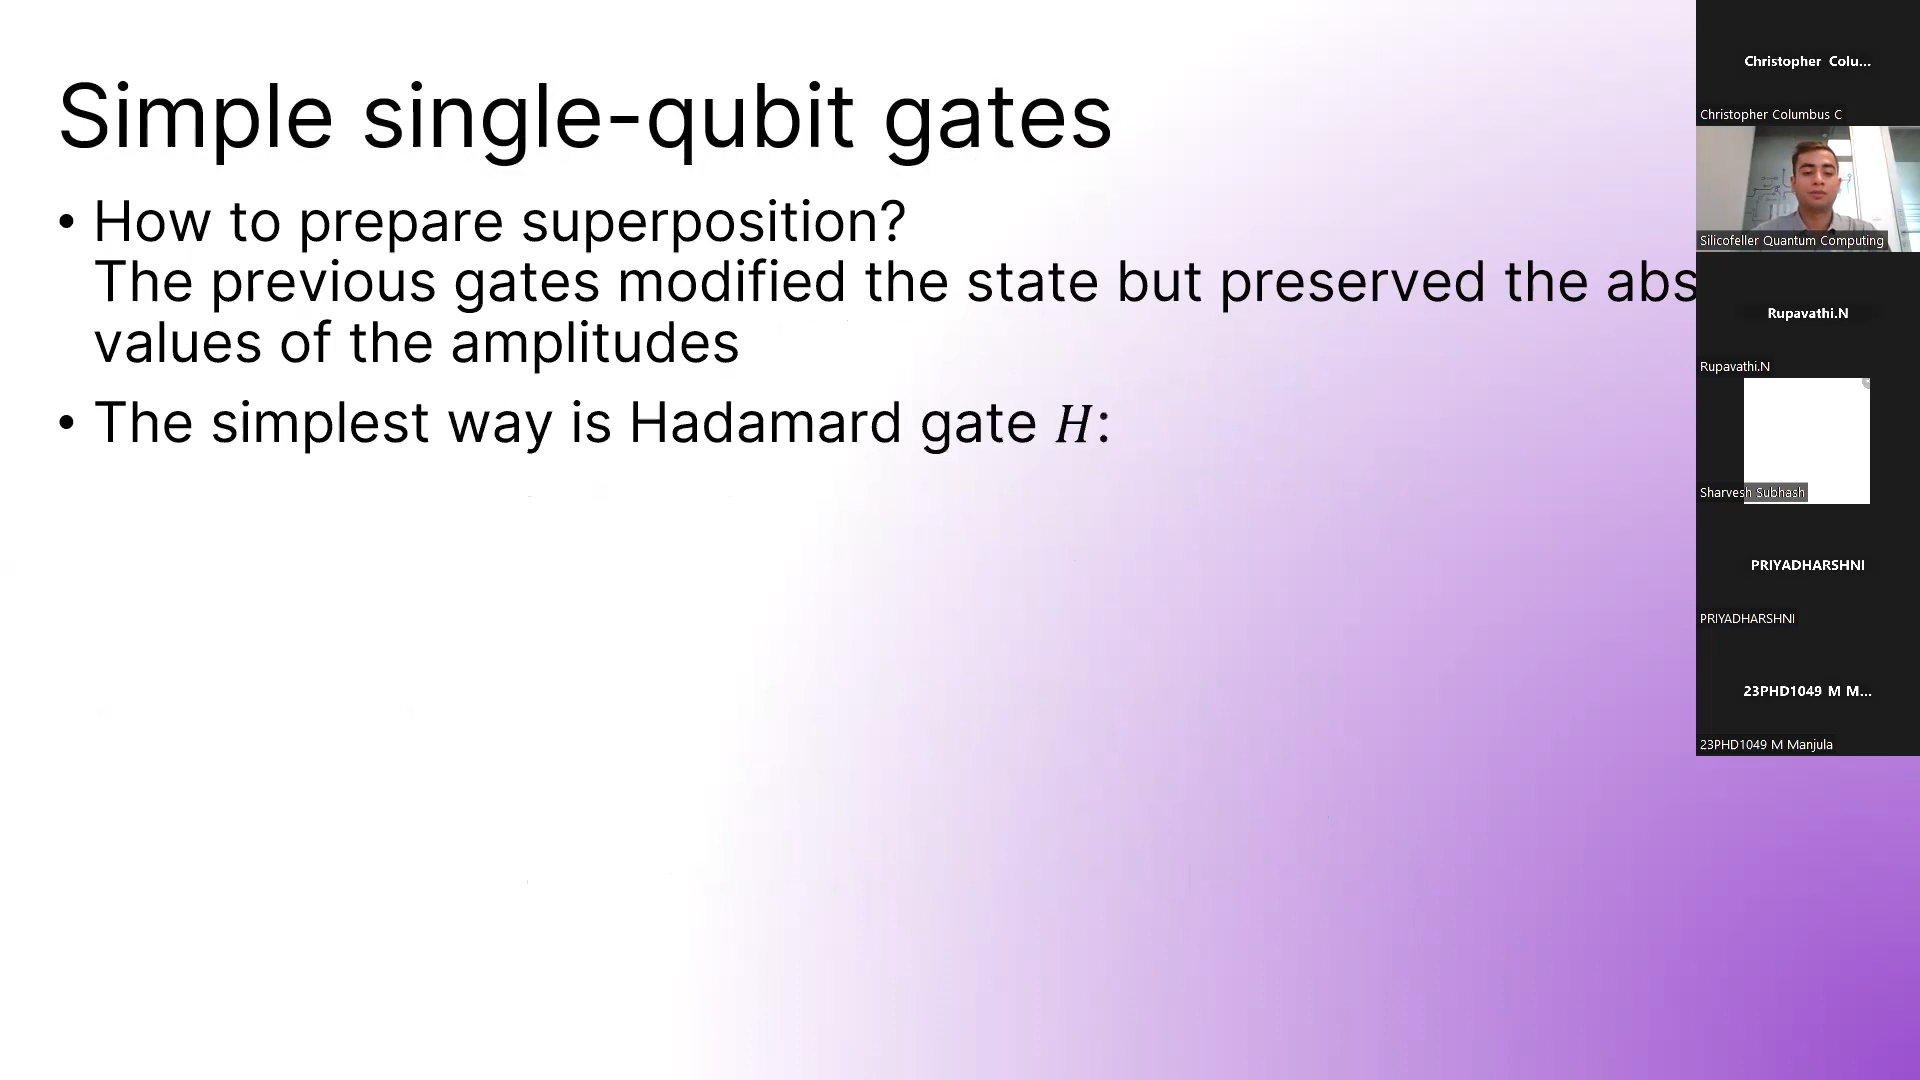 Simple single-qubit gates
• How to prepare superposition?
The previous gates modified the state but preserved the abs
values of the amplitudes
• The simplest way is Hadamard gate H:
Christopher Colu...
Christopher Columbus C
Silicofeller Quantum Computing
Rupavathi.N
Rupavathi.N
Sharvesh Subhash
PRIYADHARSHNI
PRIYADHARSHNI
23PHD1049 M M...
23PHD1049 M Manjula